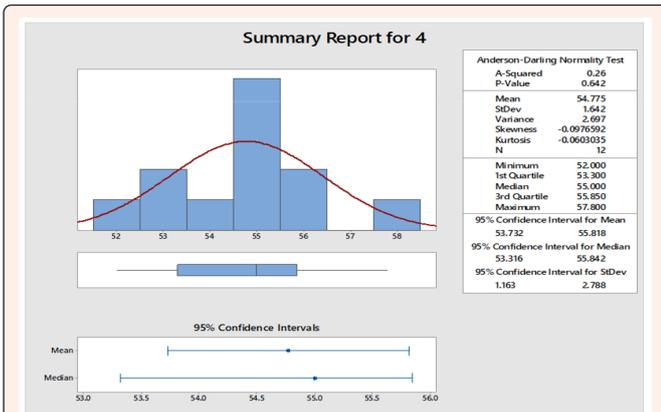 Summary Report for 4
Anderson-Darling Normality Test
A-Squared 0.26
P-Value 0.642
Mean 54.775
StDev 1.642
Variance 2.697
Skewness -0.0976592
Kurtosis -0.0603035
N 12
Minimum 52.000
1st Quartile 53.300
Median 55.000
3rd Quartile 55.850
Maximum 57.800
95% Confidence Interval for Mean
53.732 55.818
95% Confidence Interval for Median
53.316 55.842
95% Confidence Interval for StDev
1.163 2.788
52 53 54 55 56 57 58
95% Confidence Intervals
Mean
Median
53.0 53.5 54.0 54.5 55.0 55.5 56.0